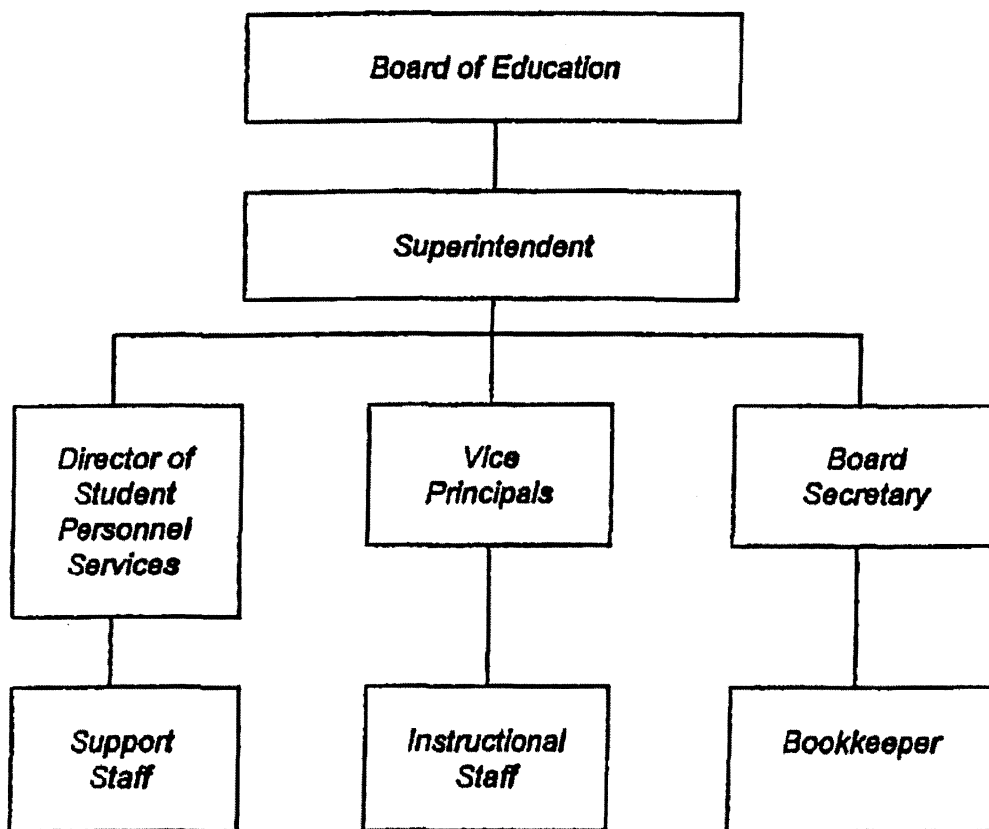 Board of Education
Superintendent
Director of
Student
Personnel
Services
Vice
Principals
Board
Secretary
Support
Staff
Instructional
Staff
Bookkeeper